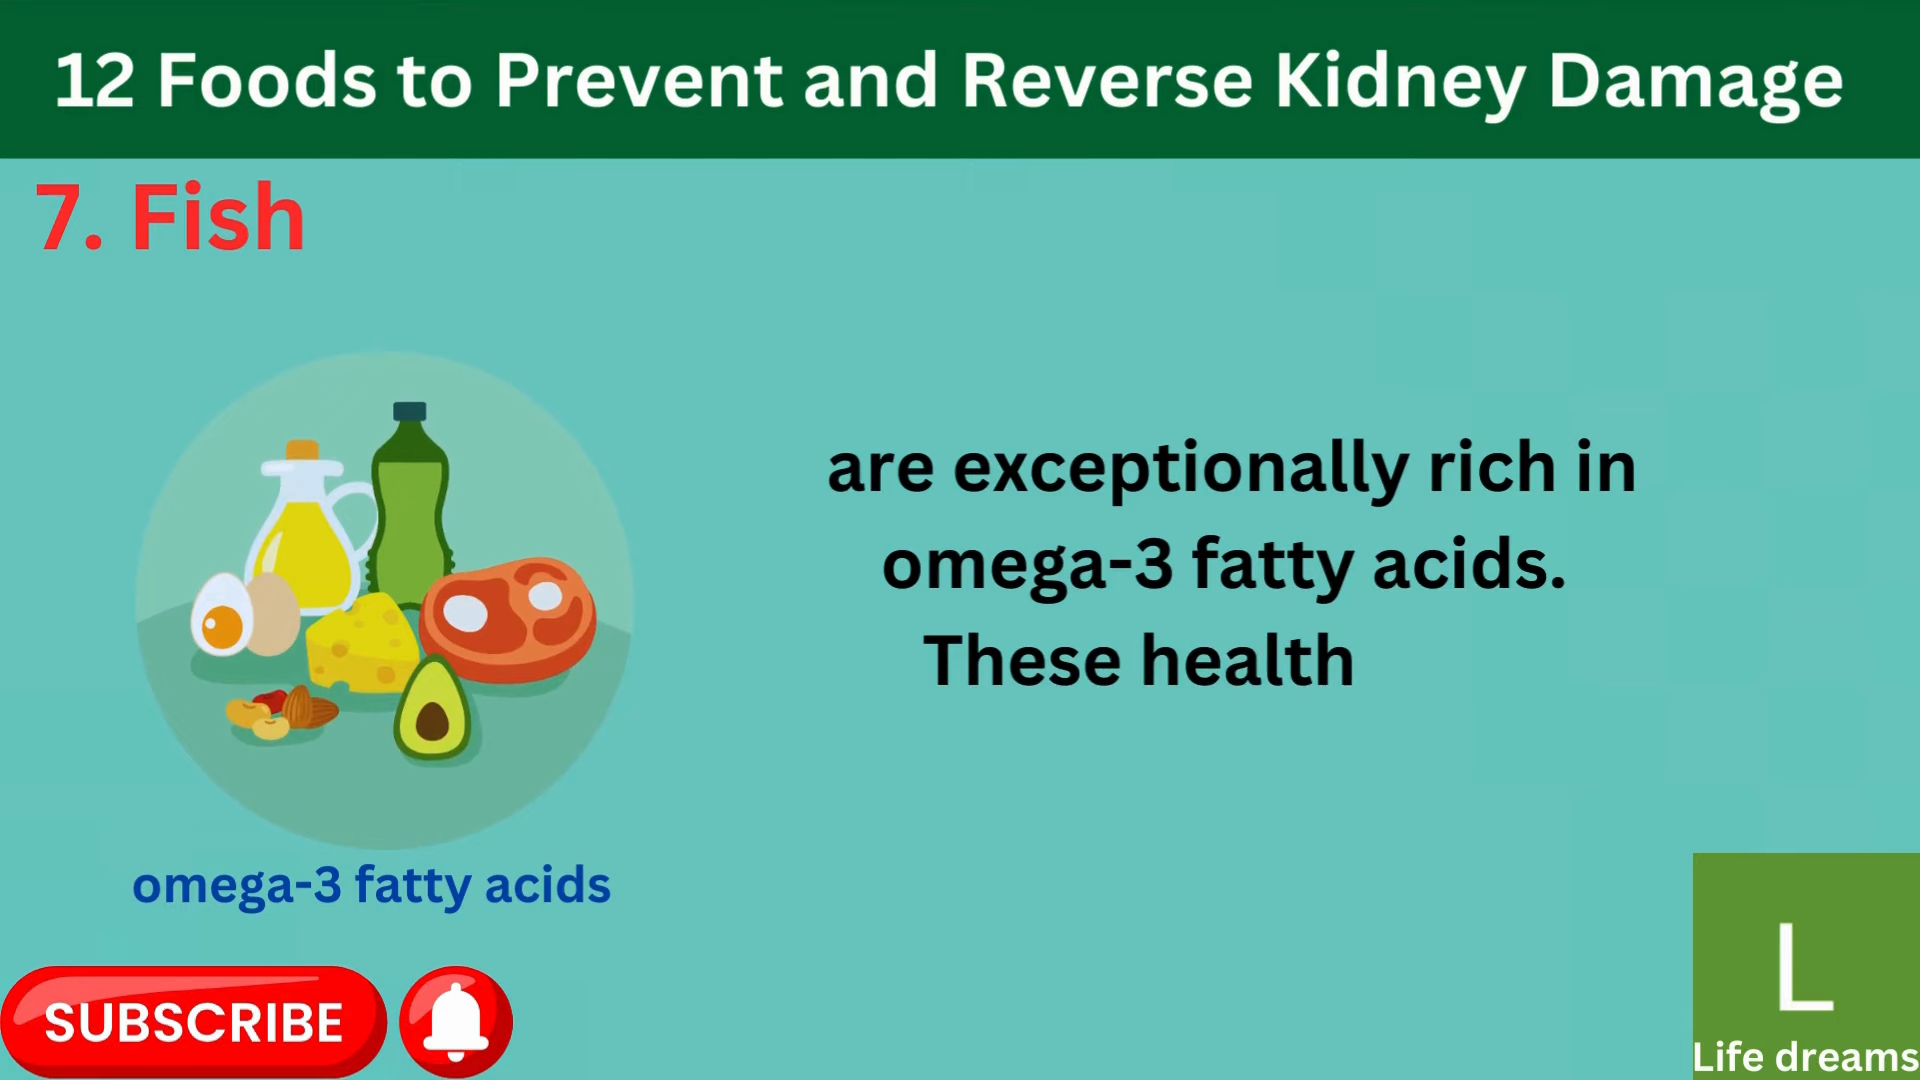 12 Foods to Prevent and Reverse Kidney Damage
7. Fish
are exceptionally rich in
omega-3 fatty acids.
These health
omega-3 fatty acids
SUBSCRIBE
L
Life dreams